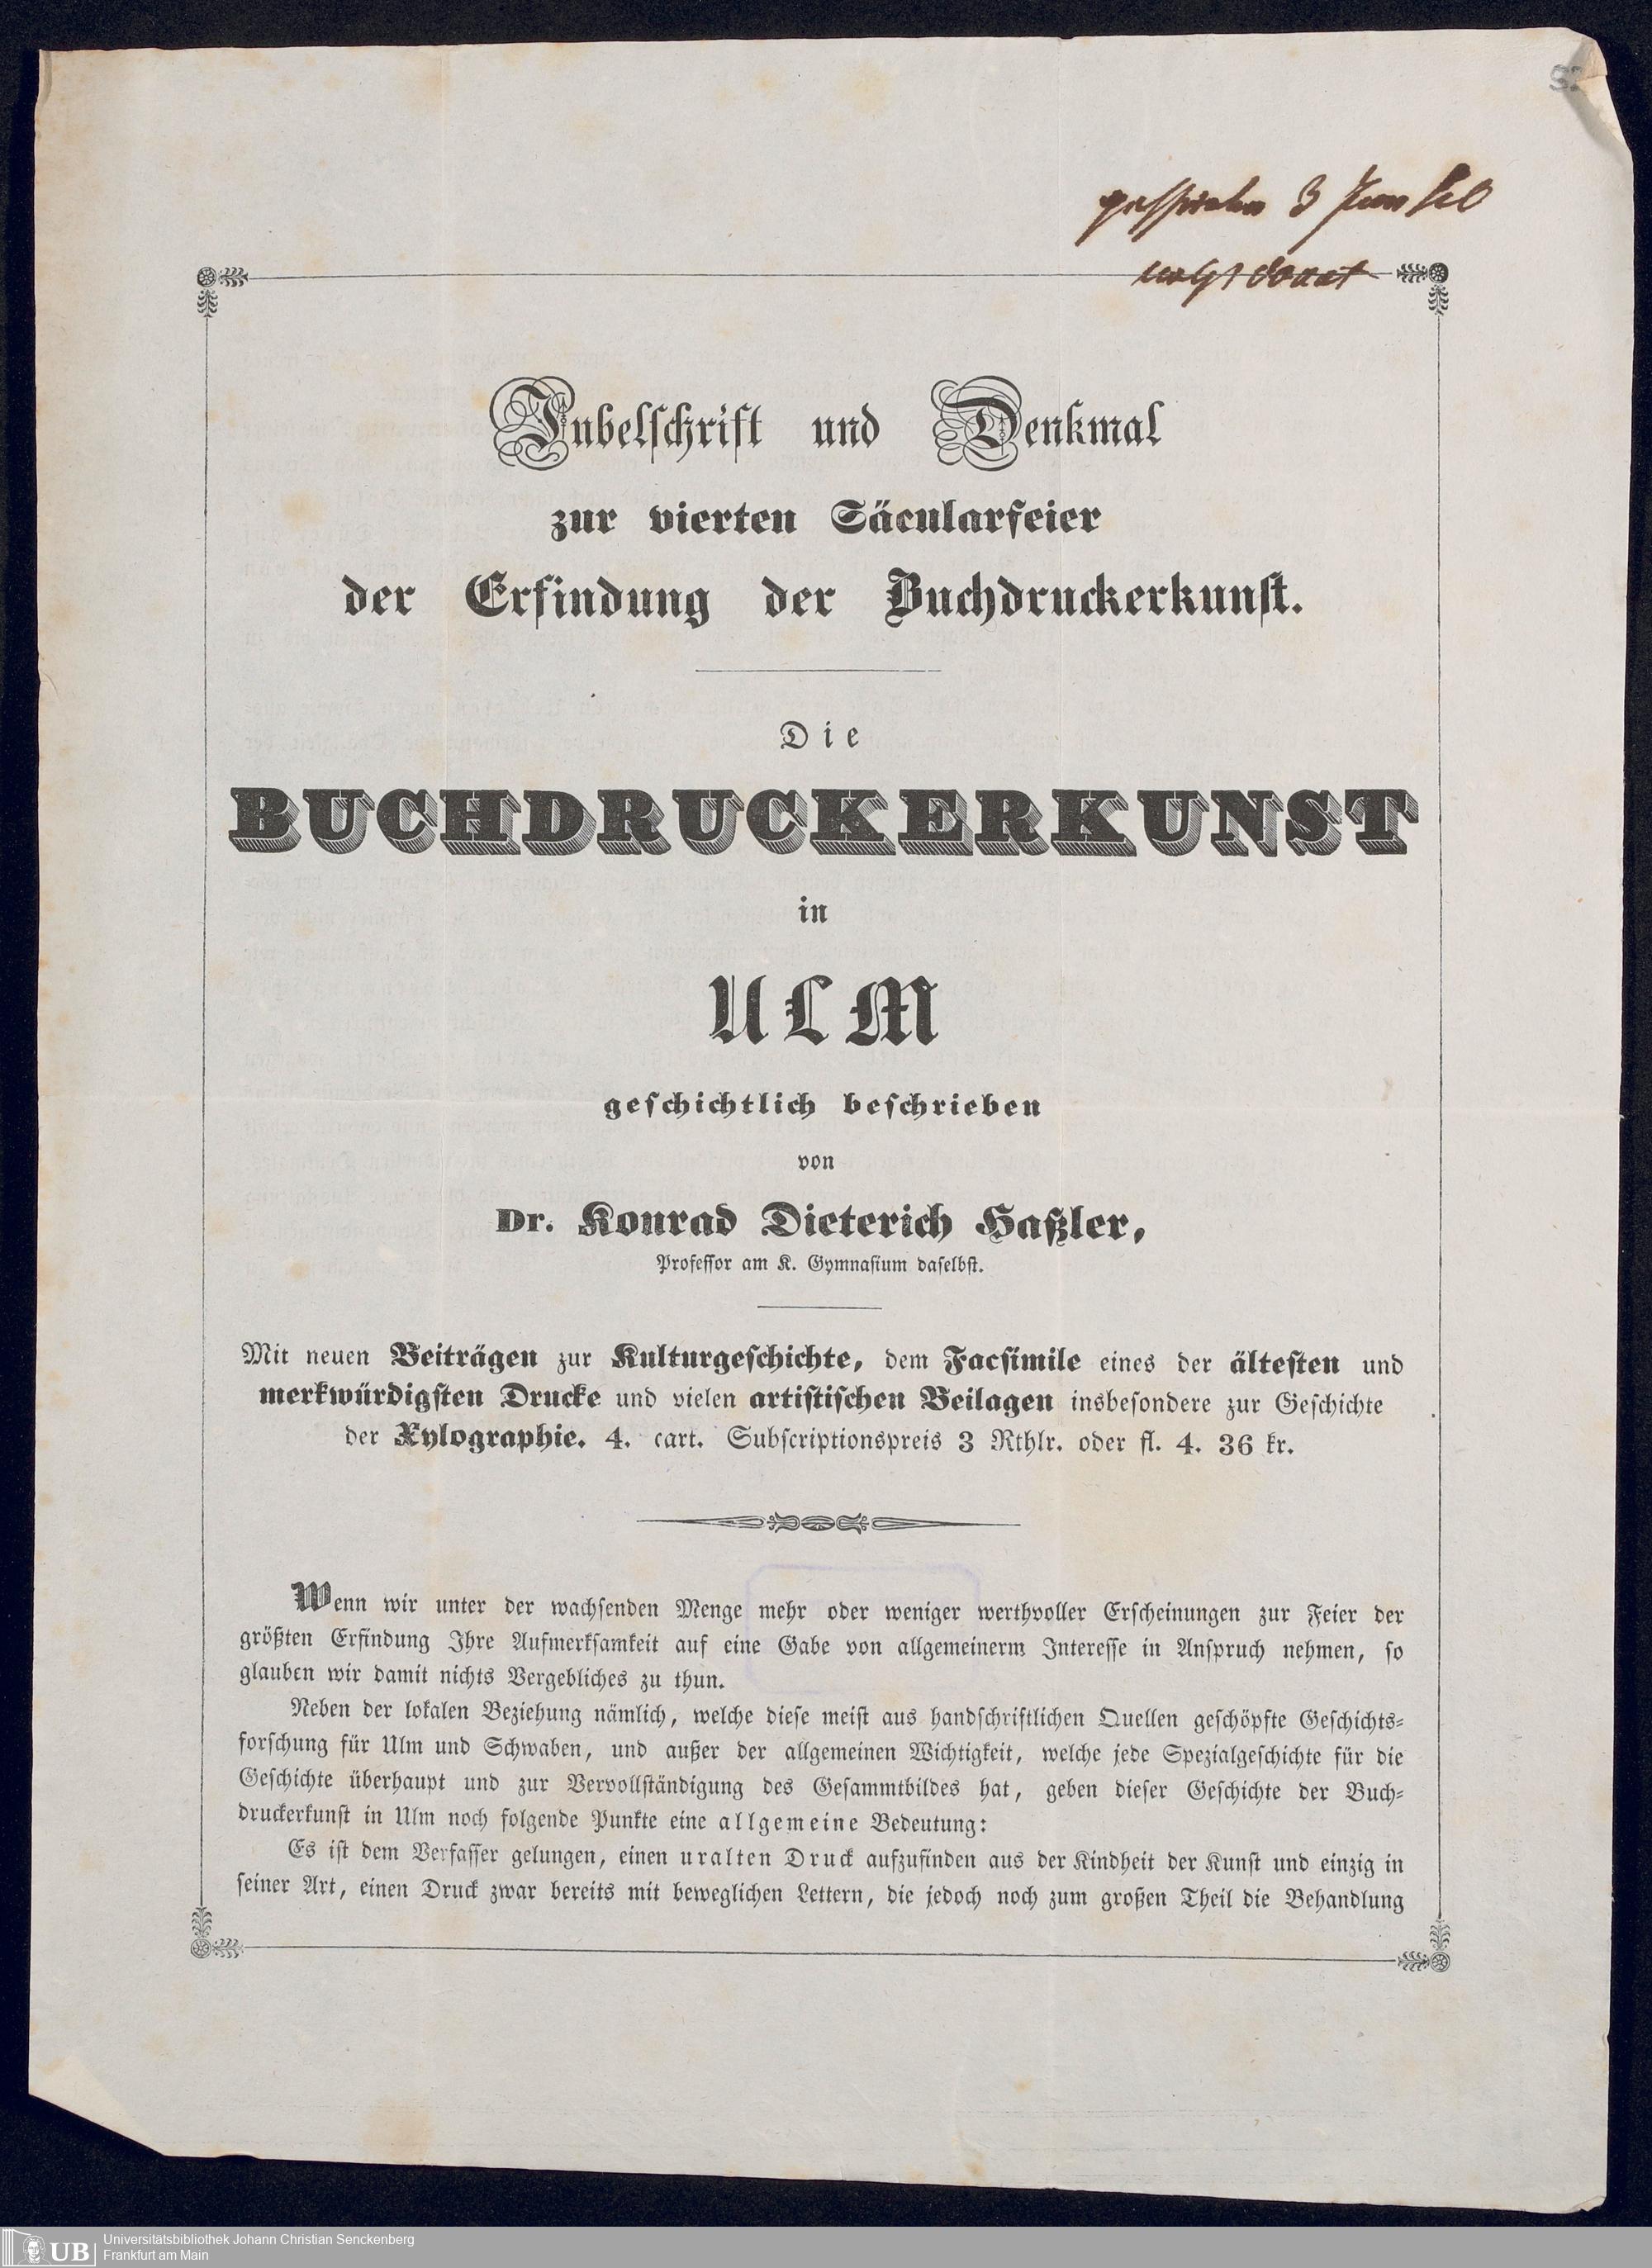 Jubelschrift und Denkmal
zur vierten Säcularfeier
der Erfindung der Buchdruckerkunst.
Die
BUCHDRUCKERKUNST
in
ULM
geschichtlich beschrieben
von
Dr. Konrad Dieterich Haßler,
Professor am K. Gymnasium daselbst.
Mit neuen Beiträgen zur Kulturgeschichte, dem Facsimile eines der ältesten und
merkwürdigsten Drucke und vielen artistischen Beilagen insbesondere zur Geschichte
der Xylographie. 4. cart. Subscriptionspreis 3 Rthlr. oder fl. 4. 36 kr.
Wenn wir unter der wachsenden Menge mehr oder weniger werthvoller Erscheinungen zur Feier der
größten Erfindung Ihre Aufmerksamkeit auf eine Gabe von allgemeinerm Interesse in Anspruch nehmen, so
glauben wir damit nichts Vergebliches zu thun.
Neben der lokalen Beziehung nämlich, welche diese meist aus handschriftlichen Quellen geschöpfte Geschichts-
forschung für Ulm und Schwaben, und außer der allgemeinen Wichtigkeit, welche jede Spezialgeschichte für die
Geschichte überhaupt und zur Vervollständigung des Gesammtbildes hat, geben dieser Geschichte der Buch-
druckerkunst in Ulm noch folgende Punkte eine allgemeine Bedeutung:
Es ist dem Verfasser gelungen, einen uralten Druck aufzufinden aus der Kindheit der Kunst und einzig in
seiner Art, einen Druck zwar bereits mit beweglichen Lettern, die jedoch noch zum großen Theil die Behandlung
UB
Universitätsbibliothek Johann Christian Senckenberg
Frankfurt am Main